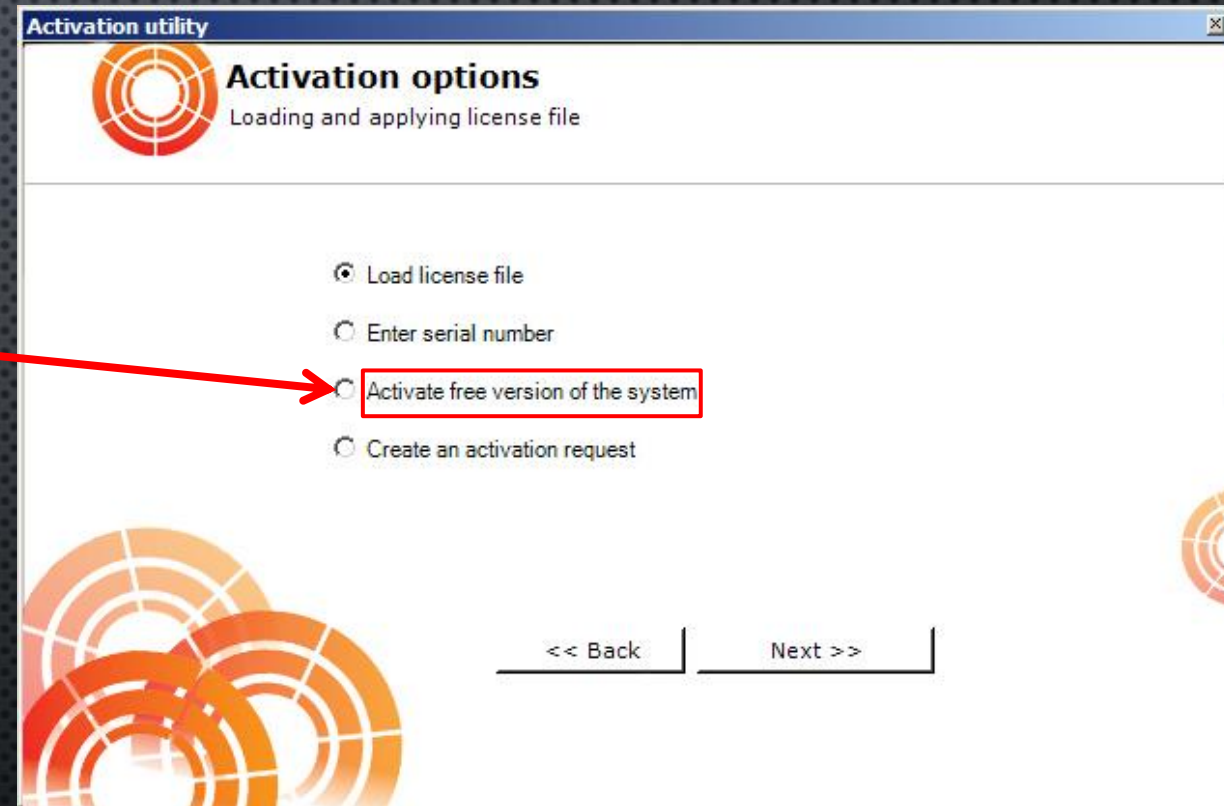 Activation utility
Activation options
Loading and applying license file
Load license file
Enter serial number
Activate free version of the system
Create an activation request
<< Back
Next >>